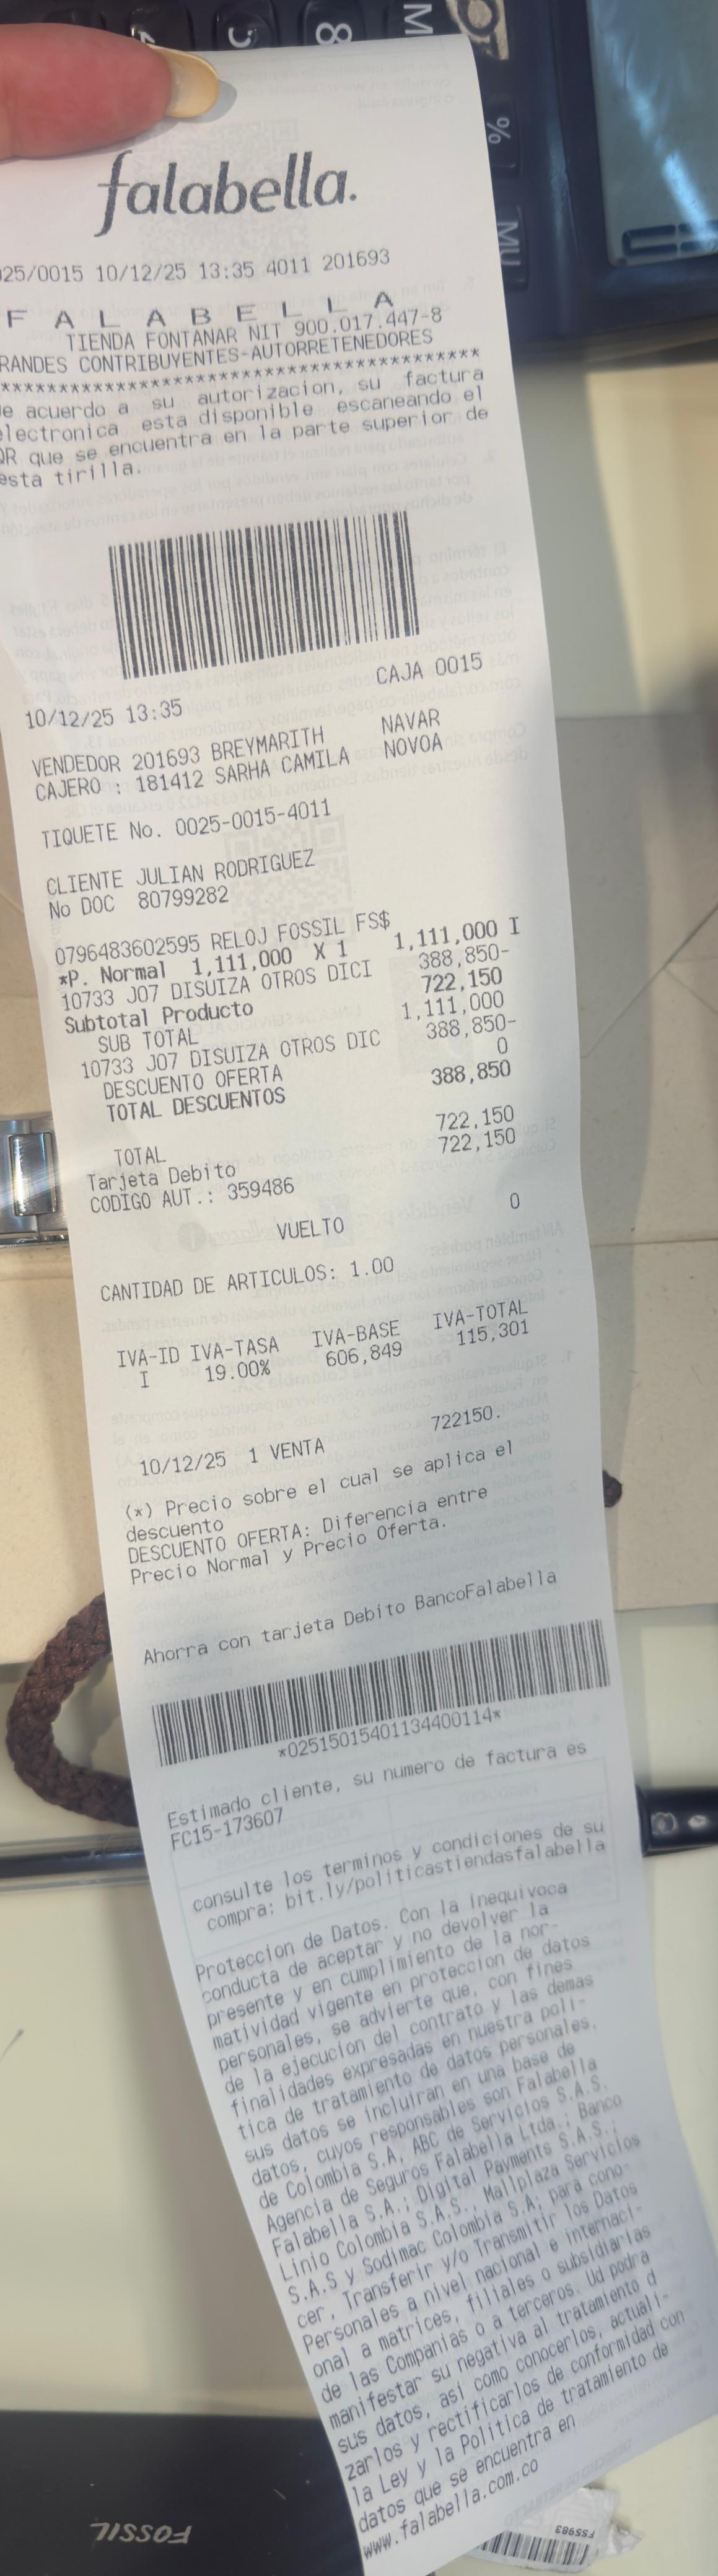 falabella.
025/0015 10/12/25 13:35 4011 201693
F A L A B E L L A
TIENDA FONTANAR NIT 900.017.447-8
RANDES CONTRIBUYENTES-AUTORRETENEDORES
******************************************
e acuerdo a su autorizacion, su factura
electronica esta disponible escaneando el
QR que se encuentra en la parte superior de
esta tirilla.
CAJA 0015
10/12/25 13:35
VENDEDOR 201693 BREYMARITH NAVAR
CAJERO : 181412 SARHA CAMILA NOVOA
TIQUETE No. 0025-0015-4011
CLIENTE JULIAN RODRIGUEZ
No DOC 80799282
0796483602595 RELOJ FOSSIL FS$
*P. Normal 1,111,000 X 1 1,111,000 I
10733 J07 DISUIZA OTROS DICI 388,850-
Subtotal Producto 722,150
SUB TOTAL 1,111,000
10733 J07 DISUIZA OTROS DIC 388,850-
DESCUENTO OFERTA 0
TOTAL DESCUENTOS 388,850
TOTAL 722,150
Tarjeta Debito 722,150
CODIGO AUT.: 359486
VUELTO 0
CANTIDAD DE ARTICULOS: 1.00
IVA-ID IVA-TASA IVA-BASE IVA-TOTAL
I 19.00% 606,849 115,301
10/12/25 1 VENTA 722150.
(*) Precio sobre el cual se aplica el
descuento
DESCUENTO OFERTA: Diferencia entre
Precio Normal y Precio Oferta.
Ahorra con tarjeta Debito BancoFalabella
*02515015401134400114*
Estimado cliente, su numero de factura es
FC15-173607
consulte los terminos y condiciones de su
compra: bit.ly/politicastiendasfalabella
Proteccion de Datos. Con la inequivoca
conducta de aceptar y no devolver la
presente y en cumplimiento de la nor-
matividad vigente en proteccion de datos
personales, se advierte que, con fines
de la ejecucion del contrato y las demas
finalidades expresadas en nuestra poli-
tica de tratamiento de datos personales,
sus datos se incluiran en una base de
datos, cuyos responsables son Falabella
de Colombia S.A, ABC de Servicios S.A.S.
Agencia de Seguros Falabella Ltda.; Banco
Falabella S.A.; Digital Payments S.A.S.;
Linio Colombia S.A.S., Mallplaza Servicios
S.A.S y Sodimac Colombia S.A; para cono-
cer, Transferir y/o Transmitir los Datos
Personales a nivel nacional e internaci-
onal a matrices, filiales o subsidiarias
de las Companias o a terceros. Ud podra
manifestar su negativa al tratamiento d
sus datos, asi como conocerlos, actuali-
zarlos y rectificarlos de conformidad con
la Ley y la Politica de tratamiento de
datos que se encuentra en
www.falabella.com.co
FOSSIL
FS5983
5
8
M
%
MU